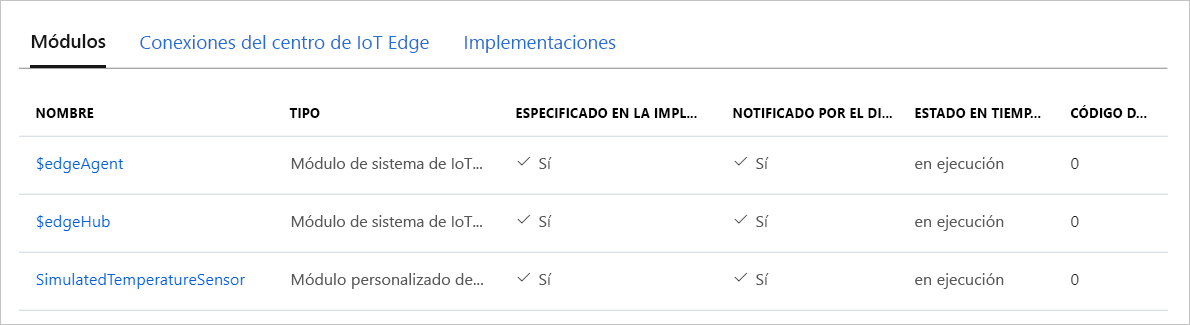 Módulos Conexiones del centro de IoT Edge Implementaciones
NOMBRE TIPO ESPECIFICADO EN LA IMPL... NOTIFICADO POR EL DI... ESTADO EN TIEMP... CÓDIGO D...
$edgeAgent Módulo de sistema de IoT... Sí Sí en ejecución 0
$edgeHub Módulo de sistema de IoT... Sí Sí en ejecución 0
SimulatedTemperatureSensor Módulo personalizado de... Sí Sí en ejecución 0